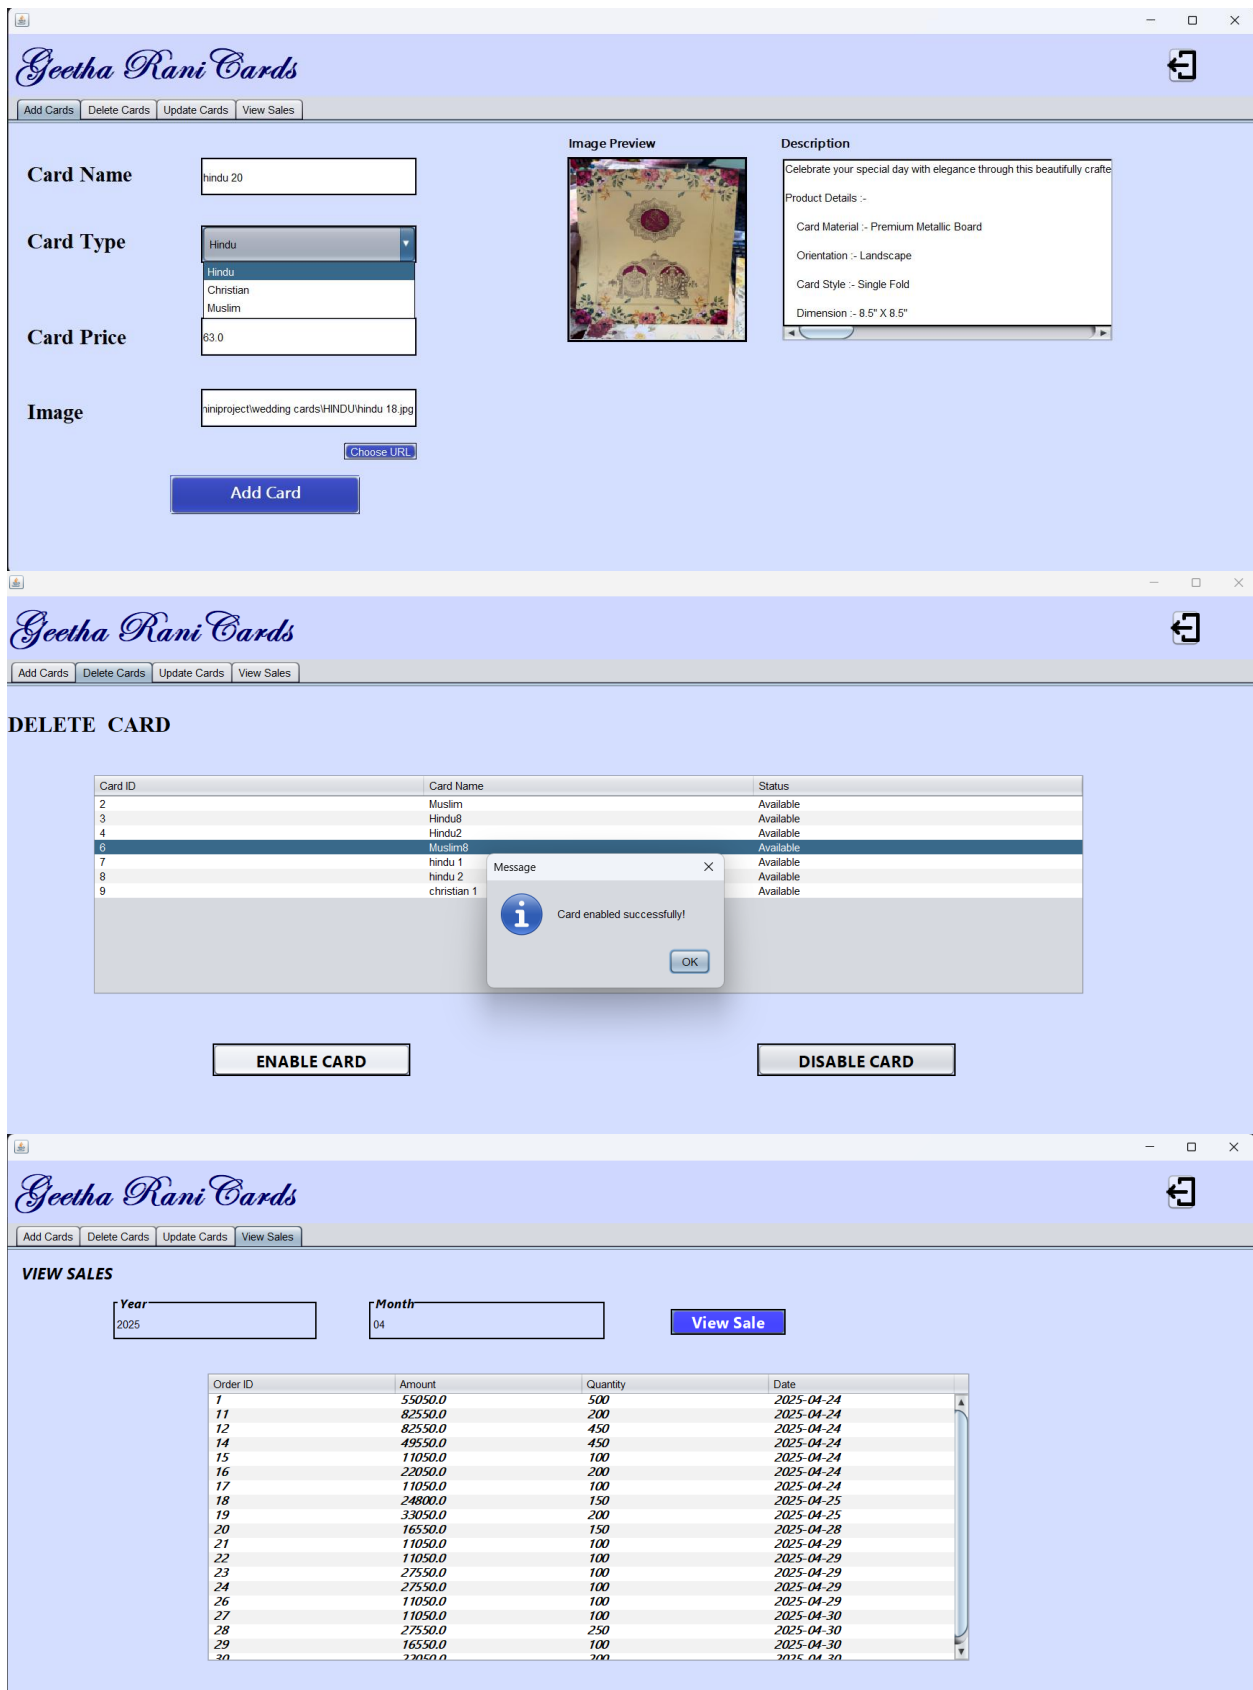 Geetha Rani Cards
Add Cards Delete Cards Update Cards View Sales
Image Preview Description
Card Name hindu 20
Celebrate your special day with elegance through this beautifully crafte
Product Details :-
Card Material :- Premium Metallic Board
Card Type Hindu
Orientation :- Landscape
Hindu
Christian
Card Style :- Single Fold
Muslim
Dimension :- 8.5" X 8.5"
Card Price 63.0
Image niniproject\wedding cards\HINDU\hindu 18.jpg
Choose URL
Add Card
Geetha Rani Cards
Add Cards Delete Cards Update Cards View Sales
DELETE CARD
Card ID Card Name Status
2 Muslim Available
3 Hindu8 Available
4 Hindu2 Available
6 Muslim8 Available
7 hindu 1 Available
8 hindu 2 Available
9 christian 1 Available
Message
Card enabled successfully!
OK
ENABLE CARD DISABLE CARD
Geetha Rani Cards
Add Cards Delete Cards Update Cards View Sales
VIEW SALES
Year Month
2025 04 View Sale
Order ID Amount Quantity Date
1 55050.0 500 2025-04-24
11 82550.0 200 2025-04-24
12 82550.0 450 2025-04-24
14 49550.0 450 2025-04-24
15 11050.0 100 2025-04-24
16 22050.0 200 2025-04-24
17 11050.0 100 2025-04-24
18 24800.0 150 2025-04-25
19 33050.0 200 2025-04-25
20 16550.0 150 2025-04-28
21 11050.0 100 2025-04-29
22 11050.0 100 2025-04-29
23 27550.0 100 2025-04-29
24 27550.0 100 2025-04-29
26 11050.0 100 2025-04-29
27 11050.0 100 2025-04-30
28 27550.0 250 2025-04-30
29 16550.0 100 2025-04-30
30 22050.0 200 2025-04-30